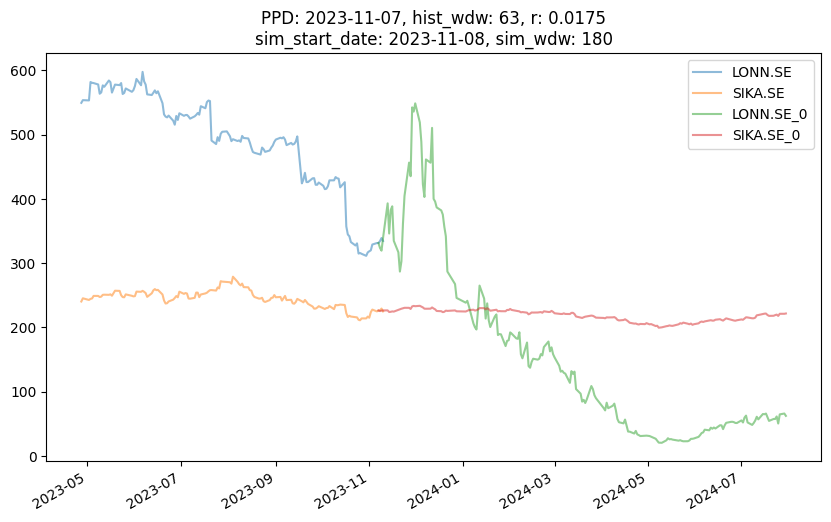 PPD: 2023-11-07, hist_wdw: 63, r: 0.0175
sim_start_date: 2023-11-08, sim_wdw: 180
600
500
400
300
200
100
0
LONN.SE
SIKA.SE
LONN.SE_0
SIKA.SE_0
2023-05
2023-07
2023-09
2023-11
2024-01
2024-03
2024-05
2024-07